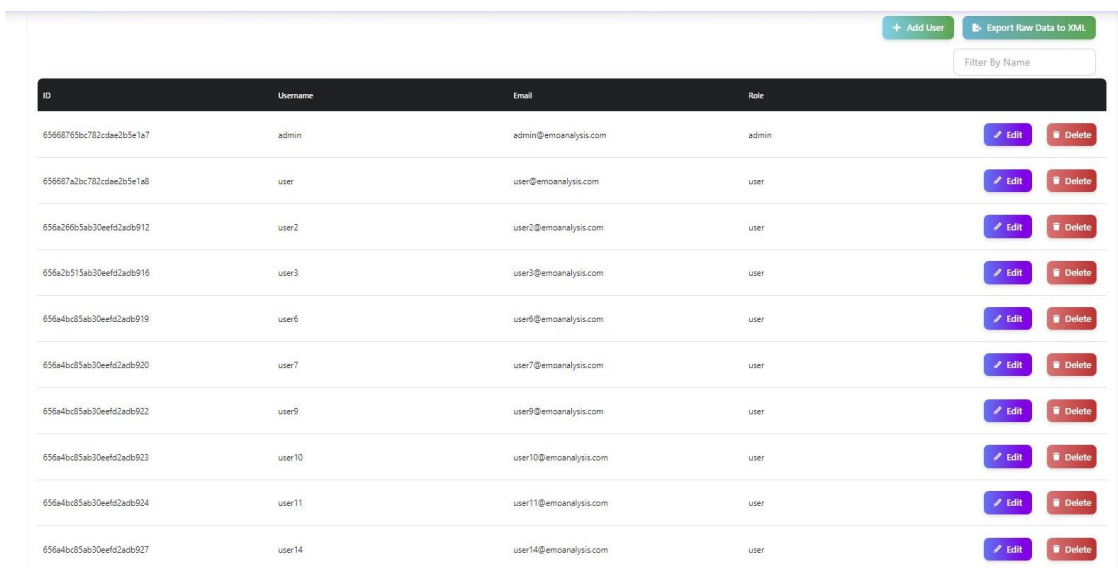 + Add User Export Raw Data to XML
Filter By Name
ID Username Email Role
65668765bc782cdae2b5e1a7 admin admin@emoanalysis.com admin Edit Delete
656687a2bc782cdae2b5e1a8 user user@emoanalysis.com user Edit Delete
656a266b5ab30eefd2adb912 user2 user2@emoanalysis.com user Edit Delete
656a2b515ab30eefd2adb916 user3 user3@emoanalysis.com user Edit Delete
656a4bc85ab30eefd2adb919 user6 user6@emoanalysis.com user Edit Delete
656a4bc85ab30eefd2adb920 user7 user7@emoanalysis.com user Edit Delete
656a4bc85ab30eefd2adb922 user9 user9@emoanalysis.com user Edit Delete
656a4bc85ab30eefd2adb923 user10 user10@emoanalysis.com user Edit Delete
656a4bc85ab30eefd2adb924 user11 user11@emoanalysis.com user Edit Delete
656a4bc85ab30eefd2adb927 user14 user14@emoanalysis.com user Edit Delete